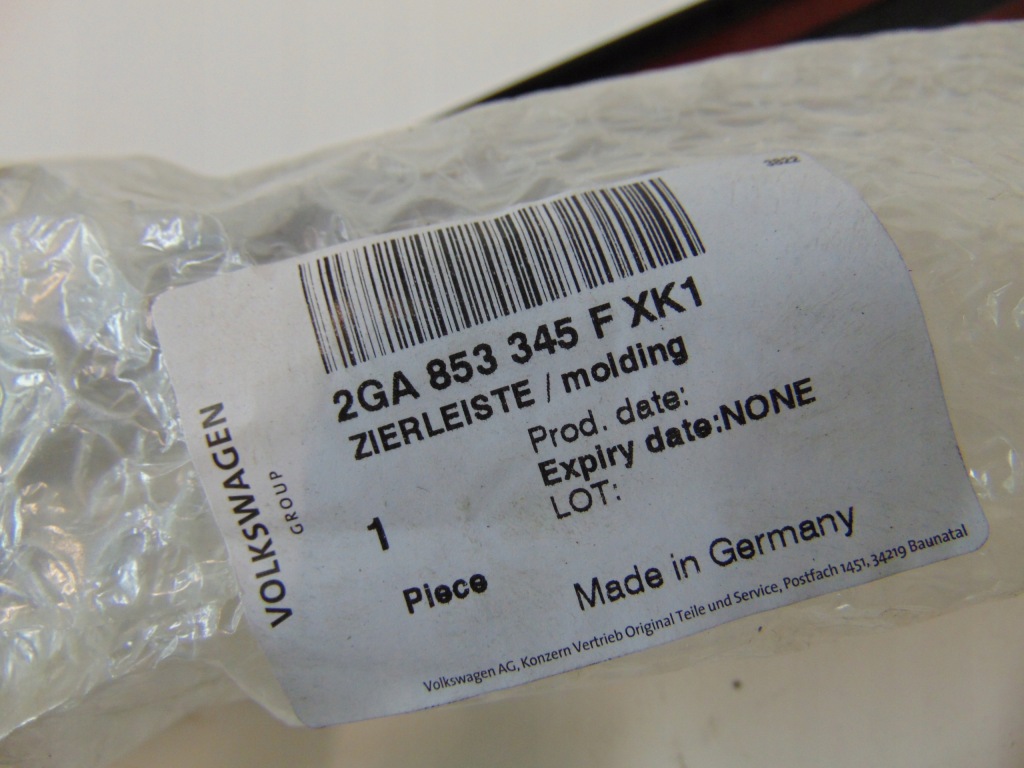 3822
2GA 853 345 F XK1
ZIERLEISTE / molding
Prod. date:
Expiry date:NONE
LOT:
1
Piece
Made in Germany
VOLKSWAGEN
GROUP
Volkswagen AG, Konzern Vertrieb Original Teile und Service, Postfach 1451, 34219 Baunatal